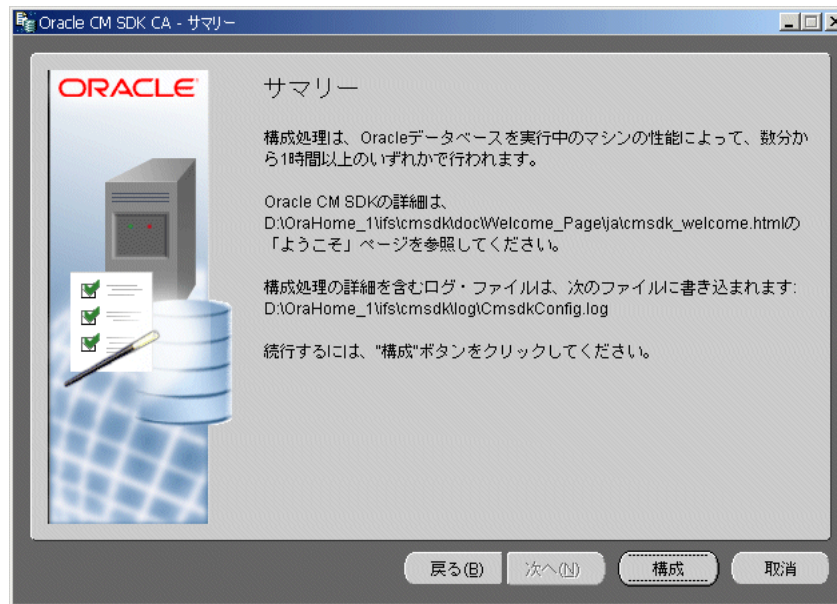 Oracle CM SDK CA - サマリー
ORACLE
サマリー
構成処理は、Oracleデータベースを実行中のマシンの性能によって、数分か
ら1時間以上のいずれかで行われます。
Oracle CM SDKの詳細は、
D:\OraHome_1\ifs\cmsdk\doc\Welcome_Page\ja\cmsdk_welcome.htmlの
「ようこそ」ページを参照してください。
構成処理の詳細を含むログ・ファイルは、次のファイルに書き込まれます:
D:\OraHome_1\ifs\cmsdk\log\CmsdkConfig.log
続行するには、"構成"ボタンをクリックしてください。
戻る(B) 次へ(N) 構成 取消